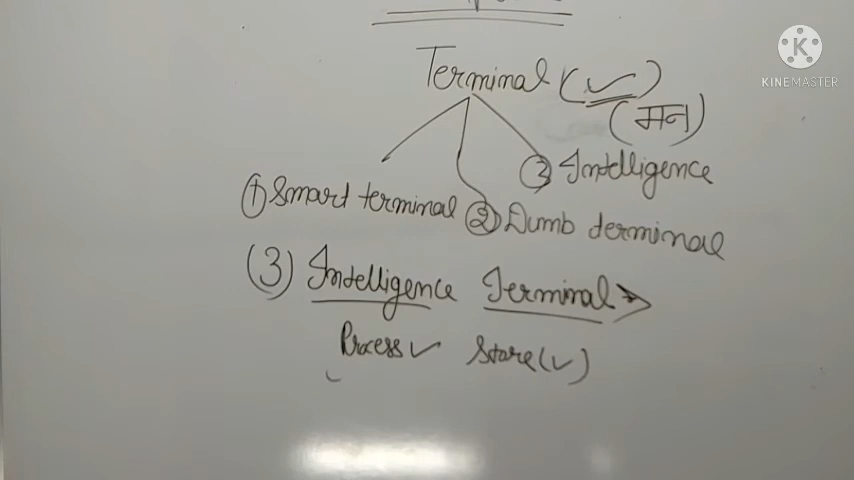 Terminal (✓)
(मन)
③ Intelligence
① Smart terminal ② Dumb terminal
(3) Intelligence Terminal →
Process ✓ Store (✓)
K
KINEMASTER